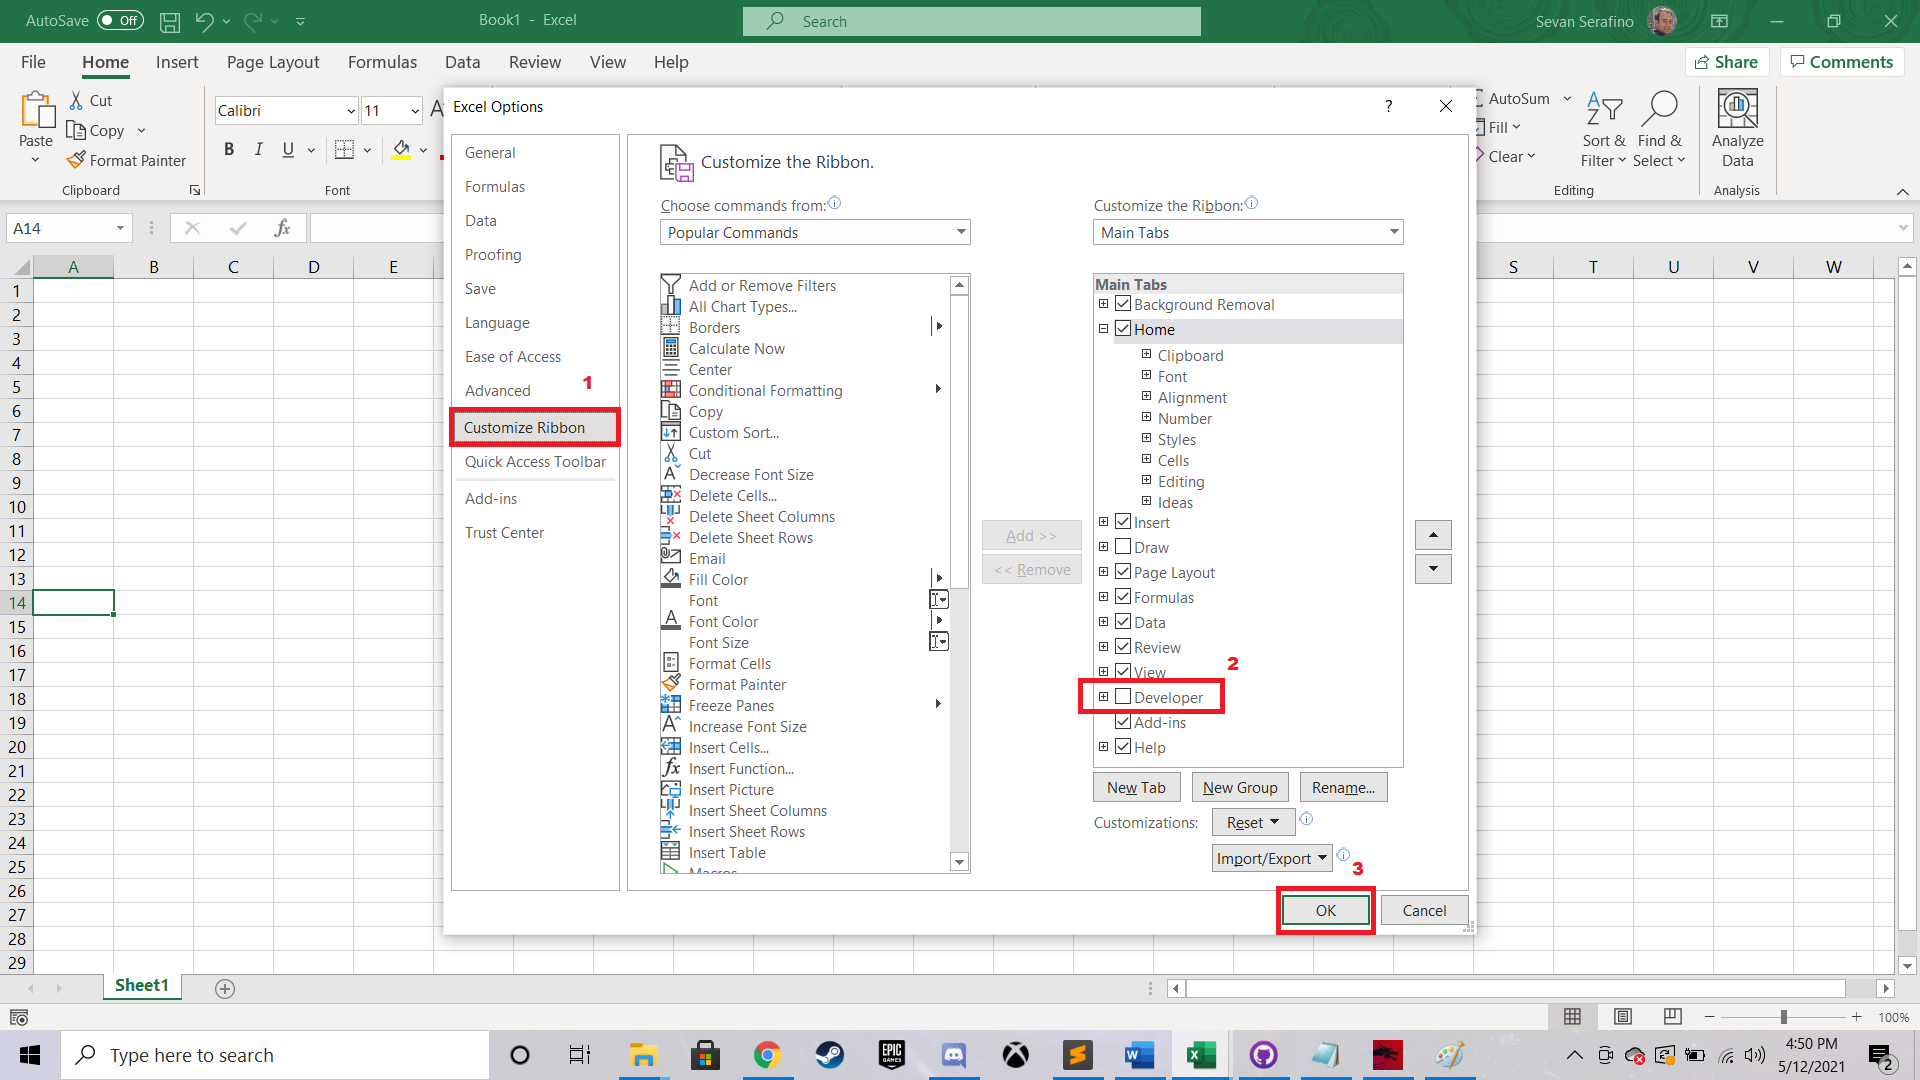 AutoSave Off
Book1 - Excel
Search
Sevan Serafino
File Home Insert Page Layout Formulas Data Review View Help
Share
Comments
Paste
Cut
Copy
Format Painter
Clipboard
Calibri
11
B I U
Font
AutoSum
Fill
Clear
Sort & Filter
Find & Select
Editing
Analyze Data
Analysis
A14
fx
A B C D E S T U V W
1
2
3
4
5
6
7
8
9
10
11
12
13
14
15
16
17
18
19
20
21
22
23
24
25
26
27
28
29
Excel Options
?
General
Formulas
Data
Proofing
Save
Language
Ease of Access
Advanced
1
Customize Ribbon
Quick Access Toolbar
Add-ins
Trust Center
Customize the Ribbon.
Choose commands from:
Popular Commands
Add or Remove Filters
All Chart Types...
Borders
Calculate Now
Center
Conditional Formatting
Copy
Custom Sort...
Cut
Decrease Font Size
Delete Cells...
Delete Sheet Columns
Delete Sheet Rows
Email
Fill Color
Font
Font Color
Font Size
Format Cells
Format Painter
Freeze Panes
Increase Font Size
Insert Cells...
Insert Function...
Insert Picture
Insert Sheet Columns
Insert Sheet Rows
Insert Table
Macros
Add >>
<< Remove
Customize the Ribbon:
Main Tabs
Main Tabs
Background Removal
Home
Clipboard
Font
Alignment
Number
Styles
Cells
Editing
Ideas
Insert
Draw
Page Layout
Formulas
Data
Review
View
2
Developer
Add-ins
Help
New Tab
New Group
Rename...
Customizations:
Reset
Import/Export
3
OK
Cancel
Sheet1
100%
Type here to search
EPIC GAMES
4:50 PM
5/12/2021
2